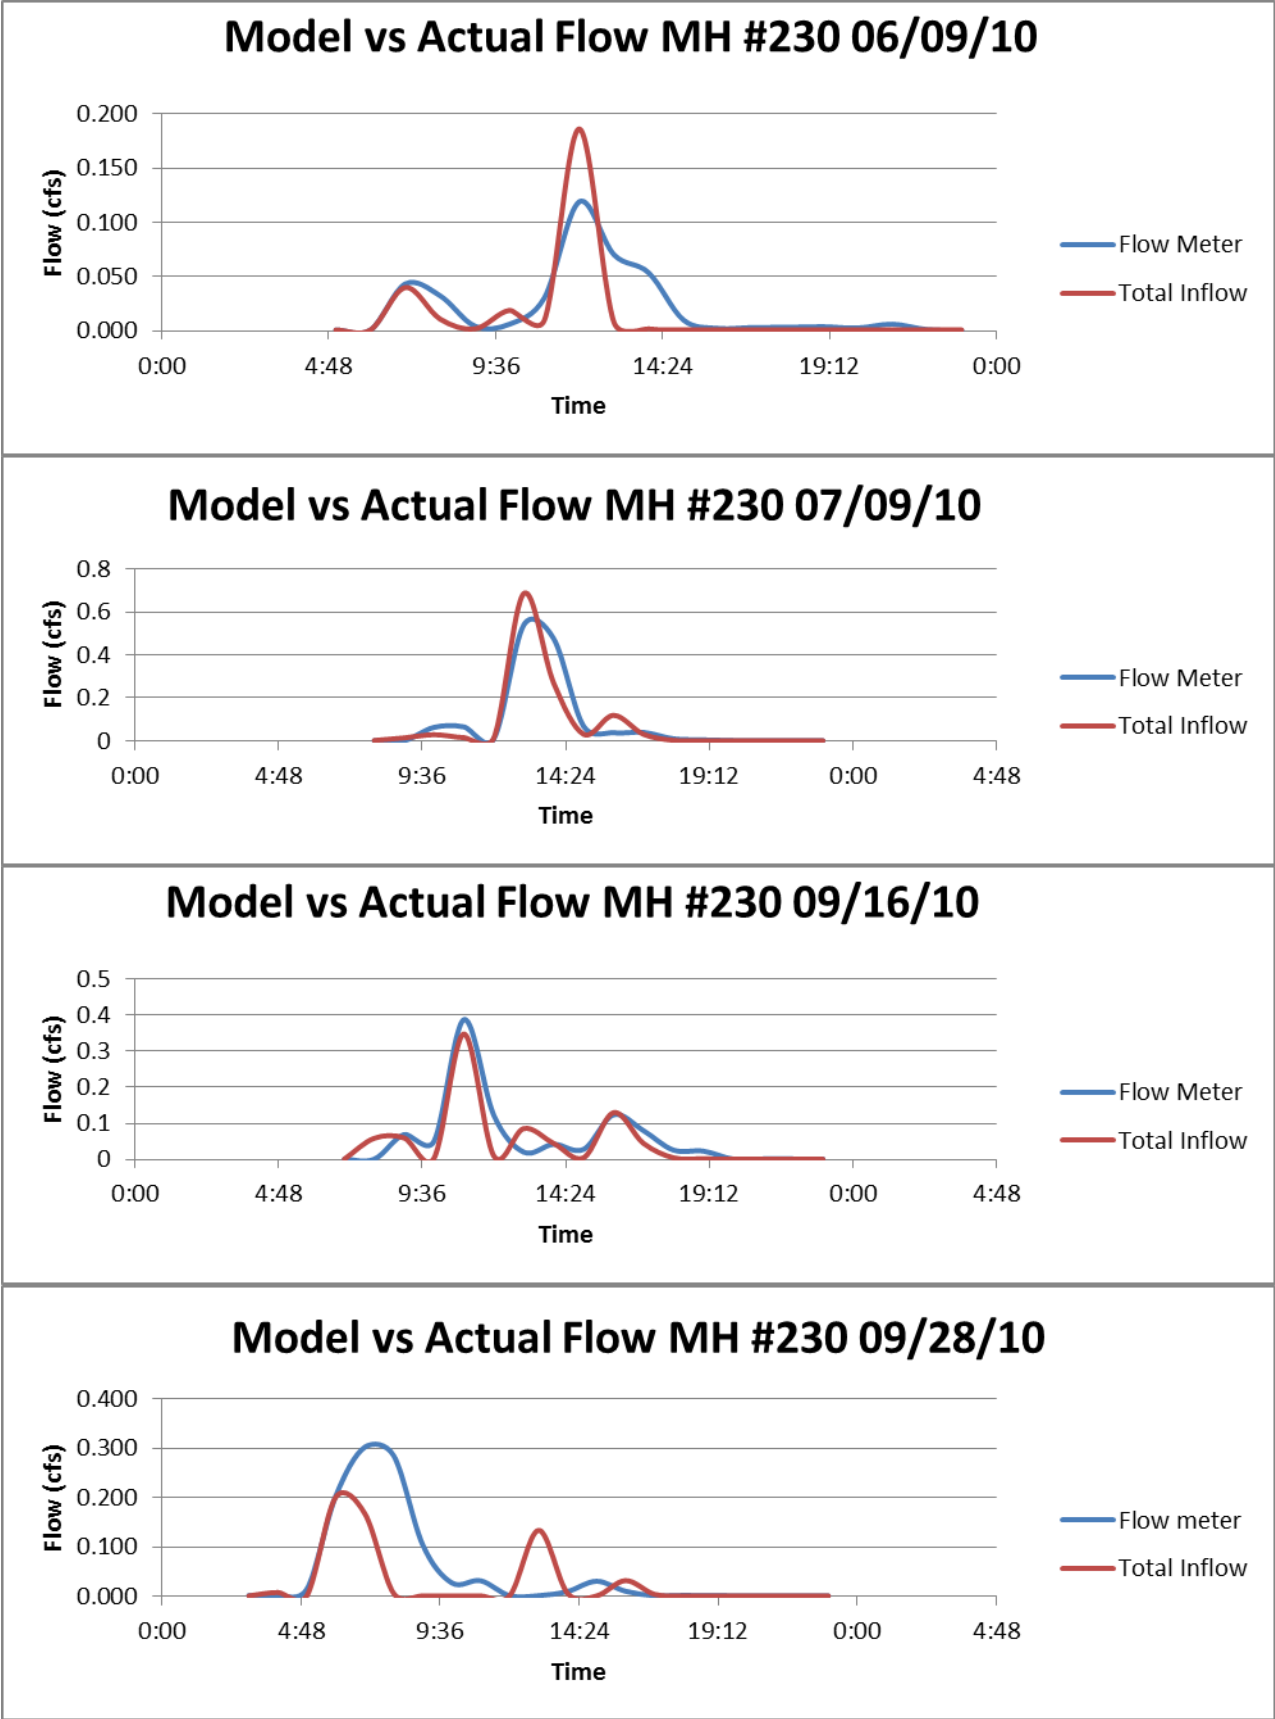 Model vs Actual Flow MH #230 06/09/10
0.200
0.150
0.100
0.050
0.000
Flow (cfs)
0:00 4:48 9:36 14:24 19:12 0:00
Time
Flow Meter
Total Inflow
Model vs Actual Flow MH #230 07/09/10
0.8
0.6
0.4
0.2
0
Flow (cfs)
0:00 4:48 9:36 14:24 19:12 0:00 4:48
Time
Flow Meter
Total Inflow
Model vs Actual Flow MH #230 09/16/10
0.5
0.4
0.3
0.2
0.1
0
Flow (cfs)
0:00 4:48 9:36 14:24 19:12 0:00 4:48
Time
Flow Meter
Total Inflow
Model vs Actual Flow MH #230 09/28/10
0.400
0.300
0.200
0.100
0.000
Flow (cfs)
0:00 4:48 9:36 14:24 19:12 0:00 4:48
Time
Flow meter
Total Inflow